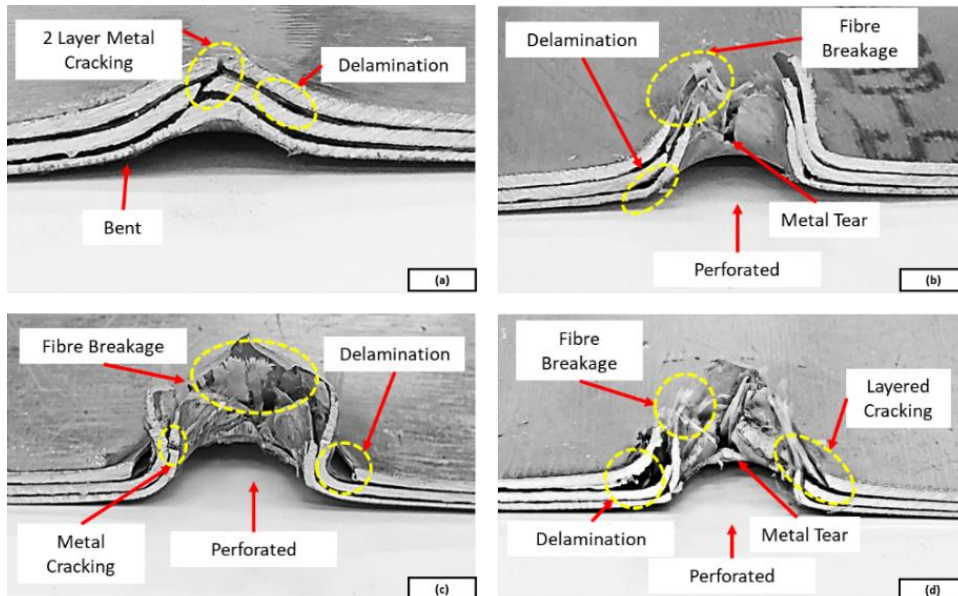 2 Layer Metal
Cracking
Delamination
Bent
(a)
Delamination
Fibre
Breakage
Metal Tear
Perforated
(b)
Fibre Breakage
Delamination
Metal
Cracking
Perforated
(c)
Fibre
Breakage
Layered
Cracking
Delamination
Metal Tear
Perforated
(d)